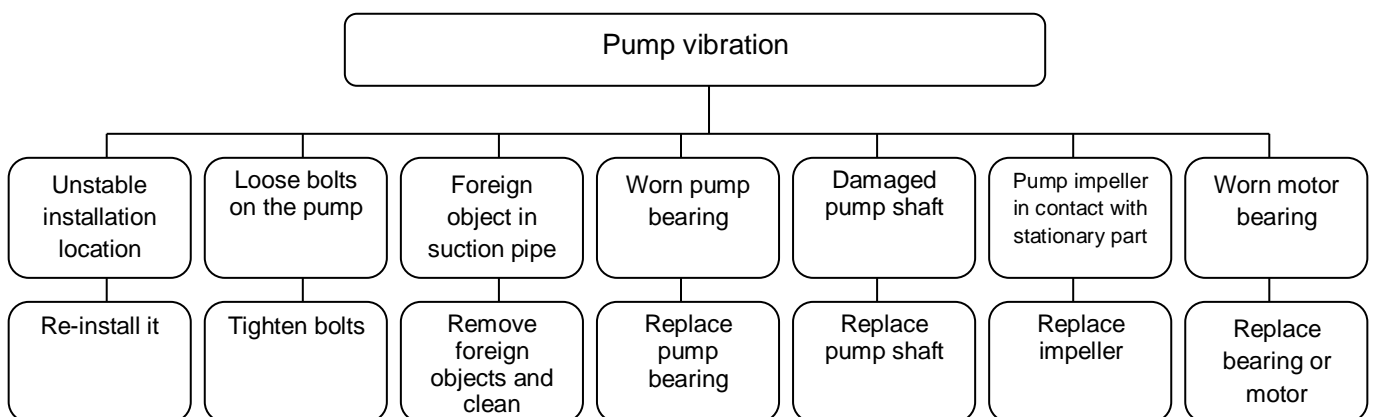 Pump vibration
Unstable
installation
location
Loose bolts
on the pump
Foreign
object in
suction pipe
Worn pump
bearing
Damaged
pump shaft
Pump impeller
in contact with
stationary part
Worn motor
bearing
Re-install it
Tighten bolts
Remove
foreign
objects and
clean
Replace
pump
bearing
Replace
pump shaft
Replace
impeller
Replace
bearing or
motor